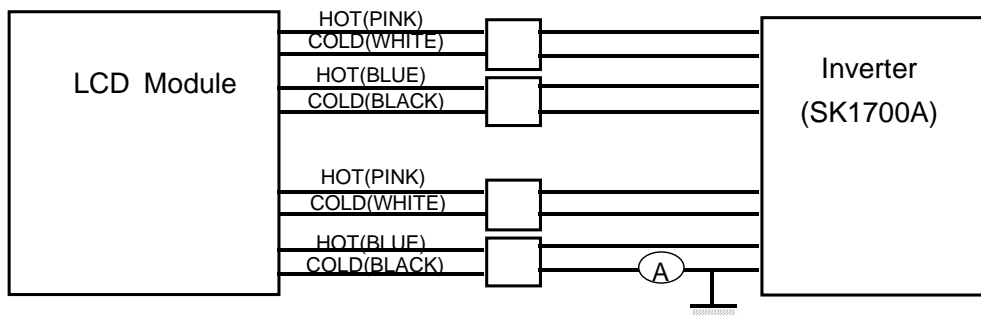 LCD Module
HOT(PINK)
COLD(WHITE)
HOT(BLUE)
COLD(BLACK)
HOT(PINK)
COLD(WHITE)
HOT(BLUE)
COLD(BLACK)
A
Inverter
(SK1700A)